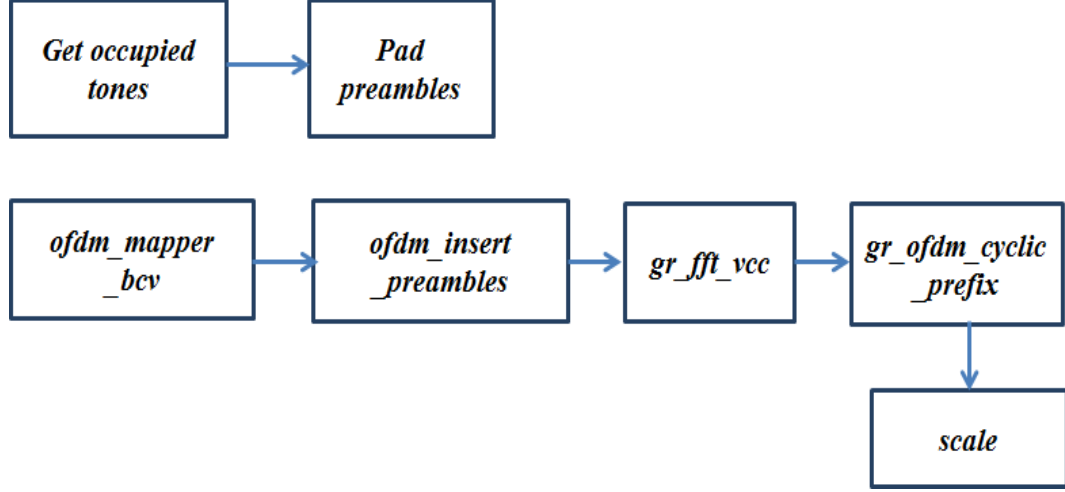 Get occupied
tones
Pad
preambles
ofdm_mapper
_bcv
ofdm_insert
_preambles
gr_fft_vcc
gr_ofdm_cyclic
_prefix
scale